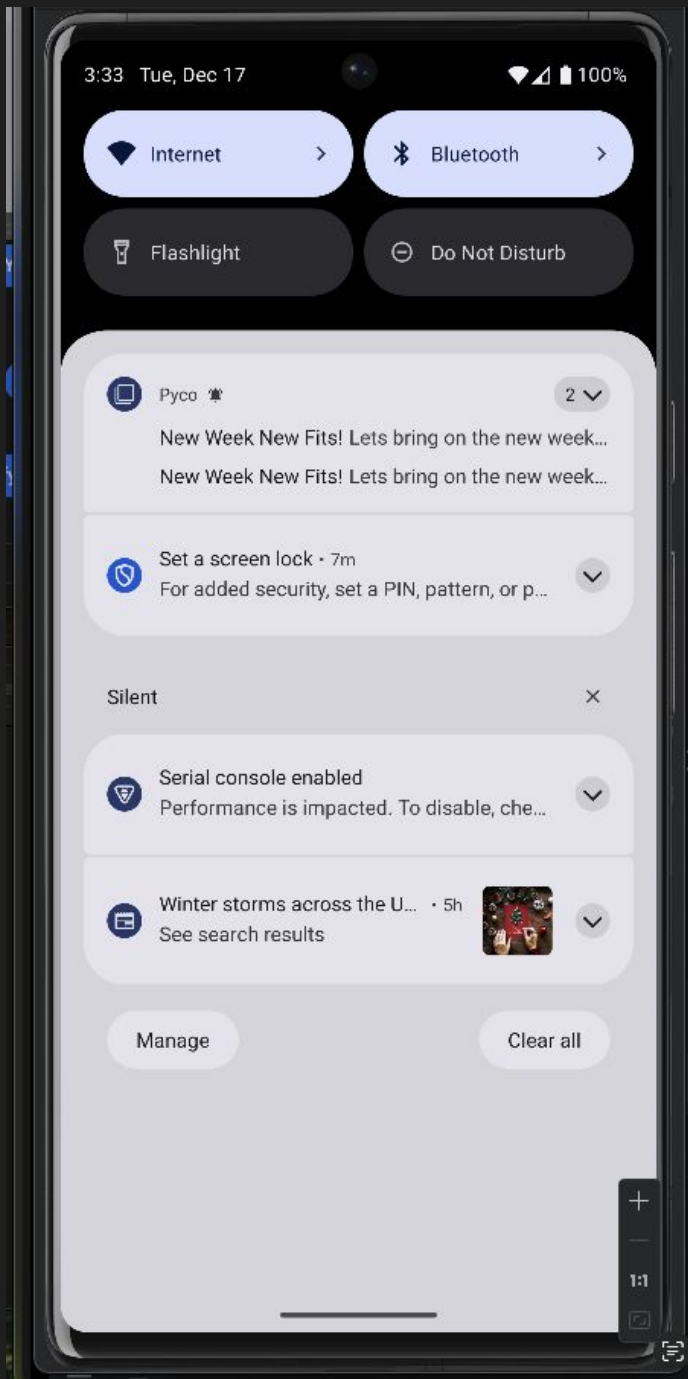 3:33 Tue, Dec 17
100%
Internet
Bluetooth
Flashlight
Do Not Disturb
Pyco
2
New Week New Fits! Lets bring on the new week...
New Week New Fits! Lets bring on the new week...
Set a screen lock • 7m
For added security, set a PIN, pattern, or p...
Silent
Serial console enabled
Performance is impacted. To disable, che...
Winter storms across the U... • 5h
See search results
Manage
Clear all
1:1